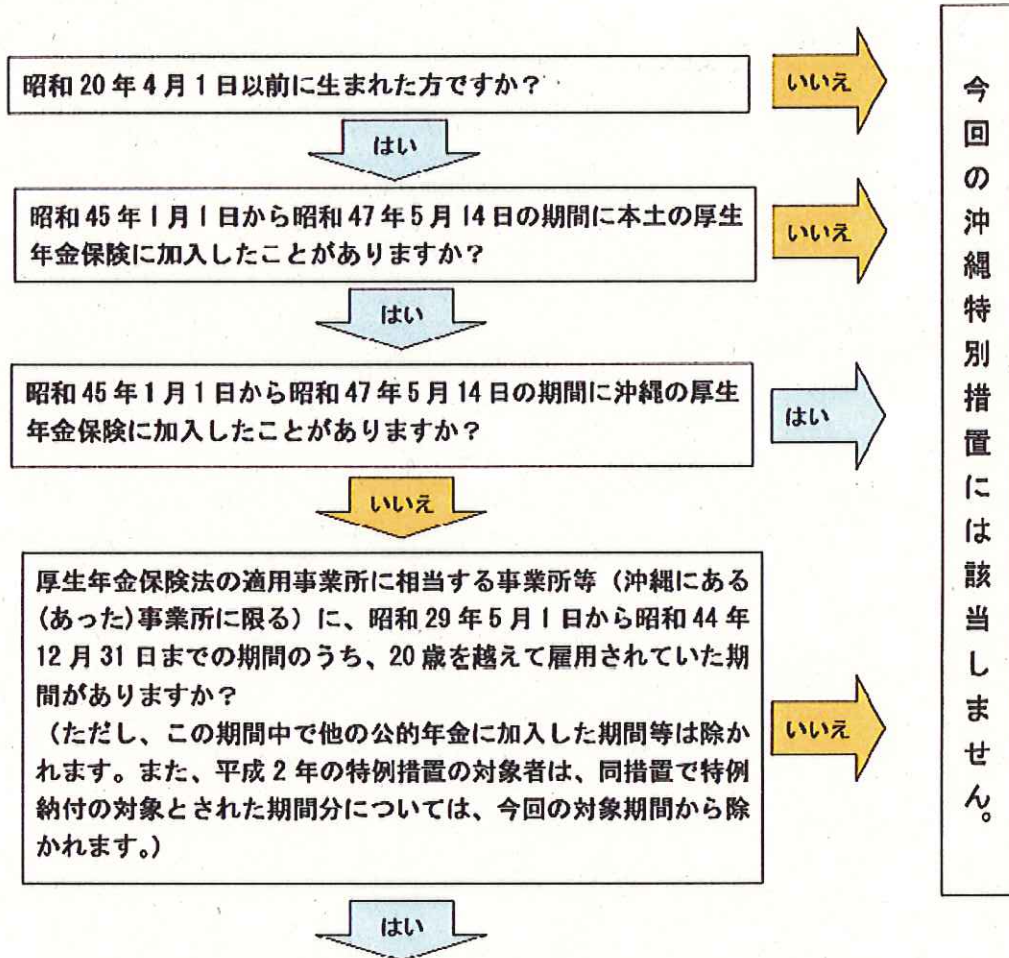 昭和20年4月1日以前に生まれた方ですか？
いいえ
はい
昭和45年1月1日から昭和47年5月14日の期間に本土の厚生
年金保険に加入したことがありますか？
いいえ
はい
昭和45年1月1日から昭和47年5月14日の期間に沖縄の厚生
年金保険に加入したことがありますか？
はい
いいえ
厚生年金保険法の適用事業所に相当する事業所等（沖縄にある
(あった)事業所に限る）に、昭和29年5月1日から昭和44年
12月31日までの期間のうち、20歳を越えて雇用されていた期
間がありますか？
（ただし、この期間中で他の公的年金に加入した期間等は除か
れます。また、平成2年の特例措置の対象者は、同措置で特例
納付の対象とされた期間分については、今回の対象期間から除
かれます。）
いいえ
はい
今回の沖縄特別措置には該当しません。